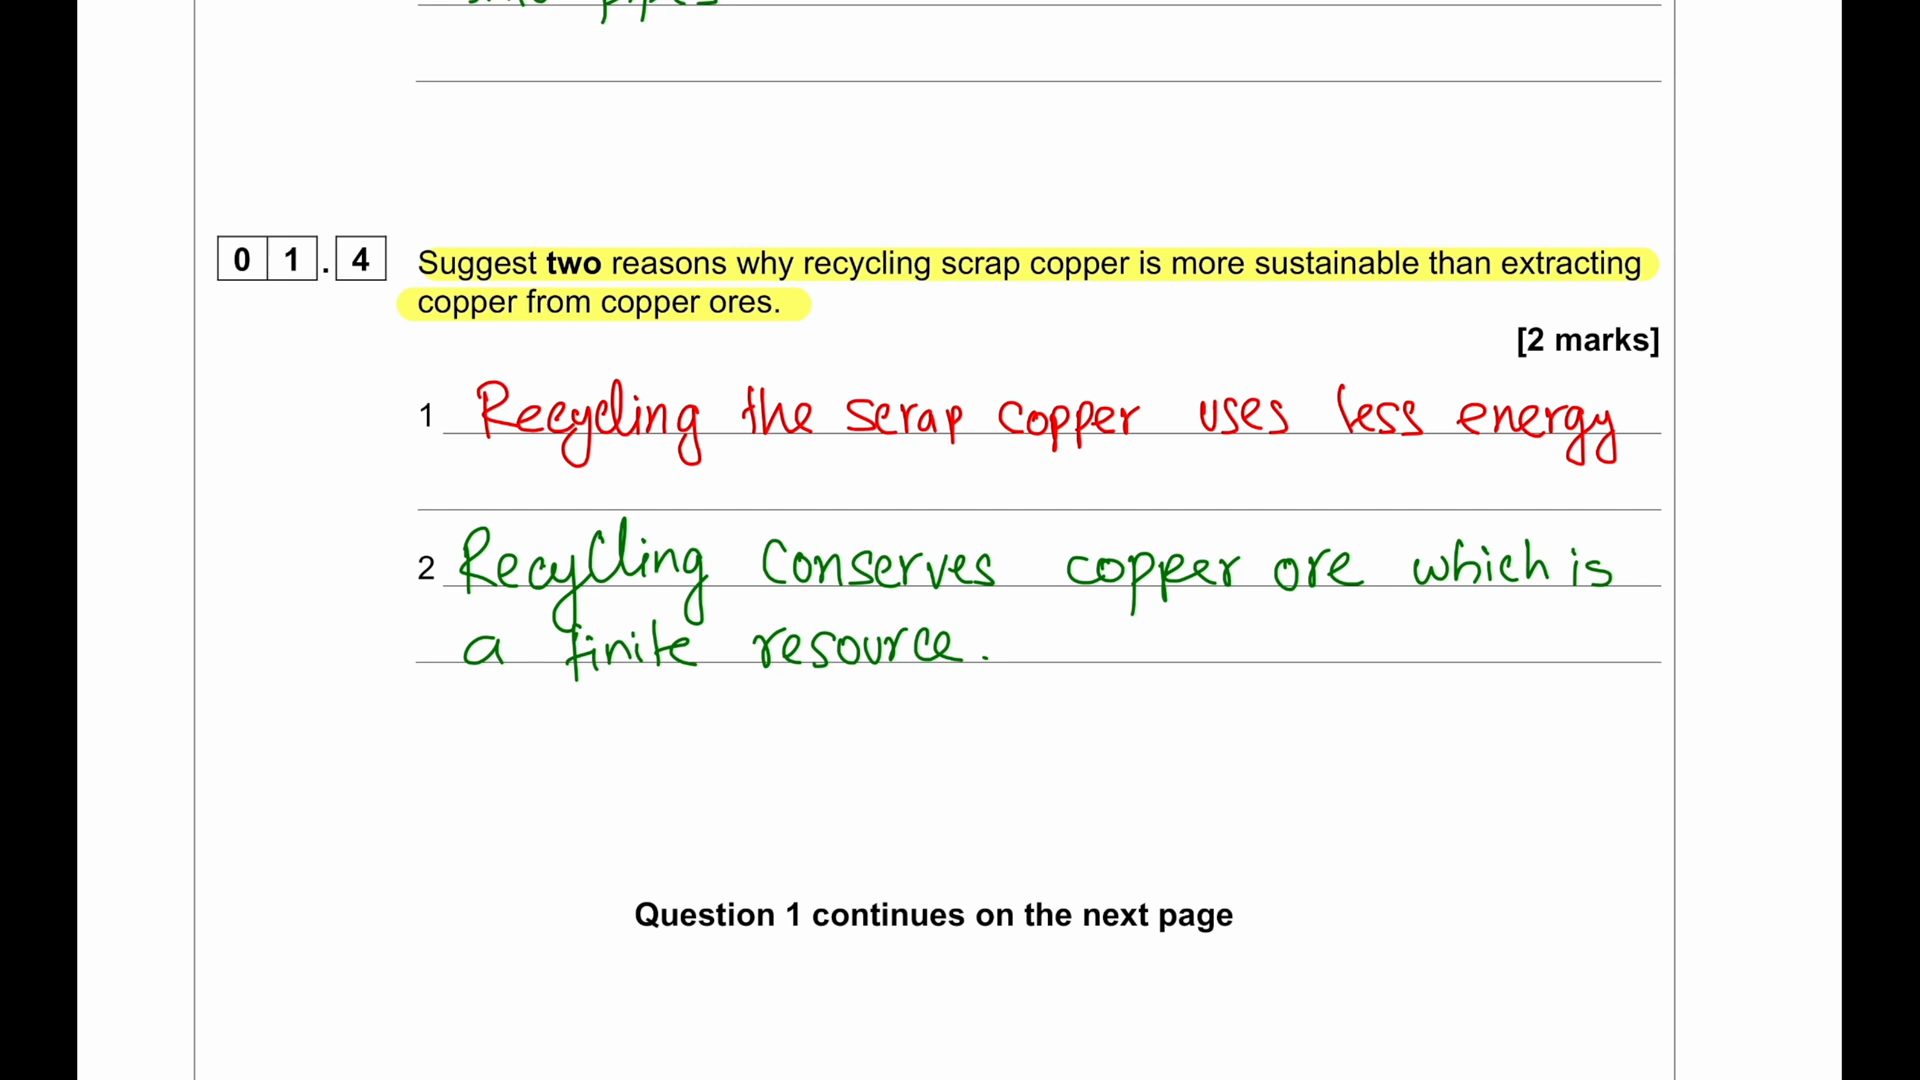 pipes
01.4 Suggest two reasons why recycling scrap copper is more sustainable than extracting
copper from copper ores.
[2 marks]
1 Recycling the scrap copper uses less energy
2 Recycling Conserves copper ore which is
a finite resource.
Question 1 continues on the next page